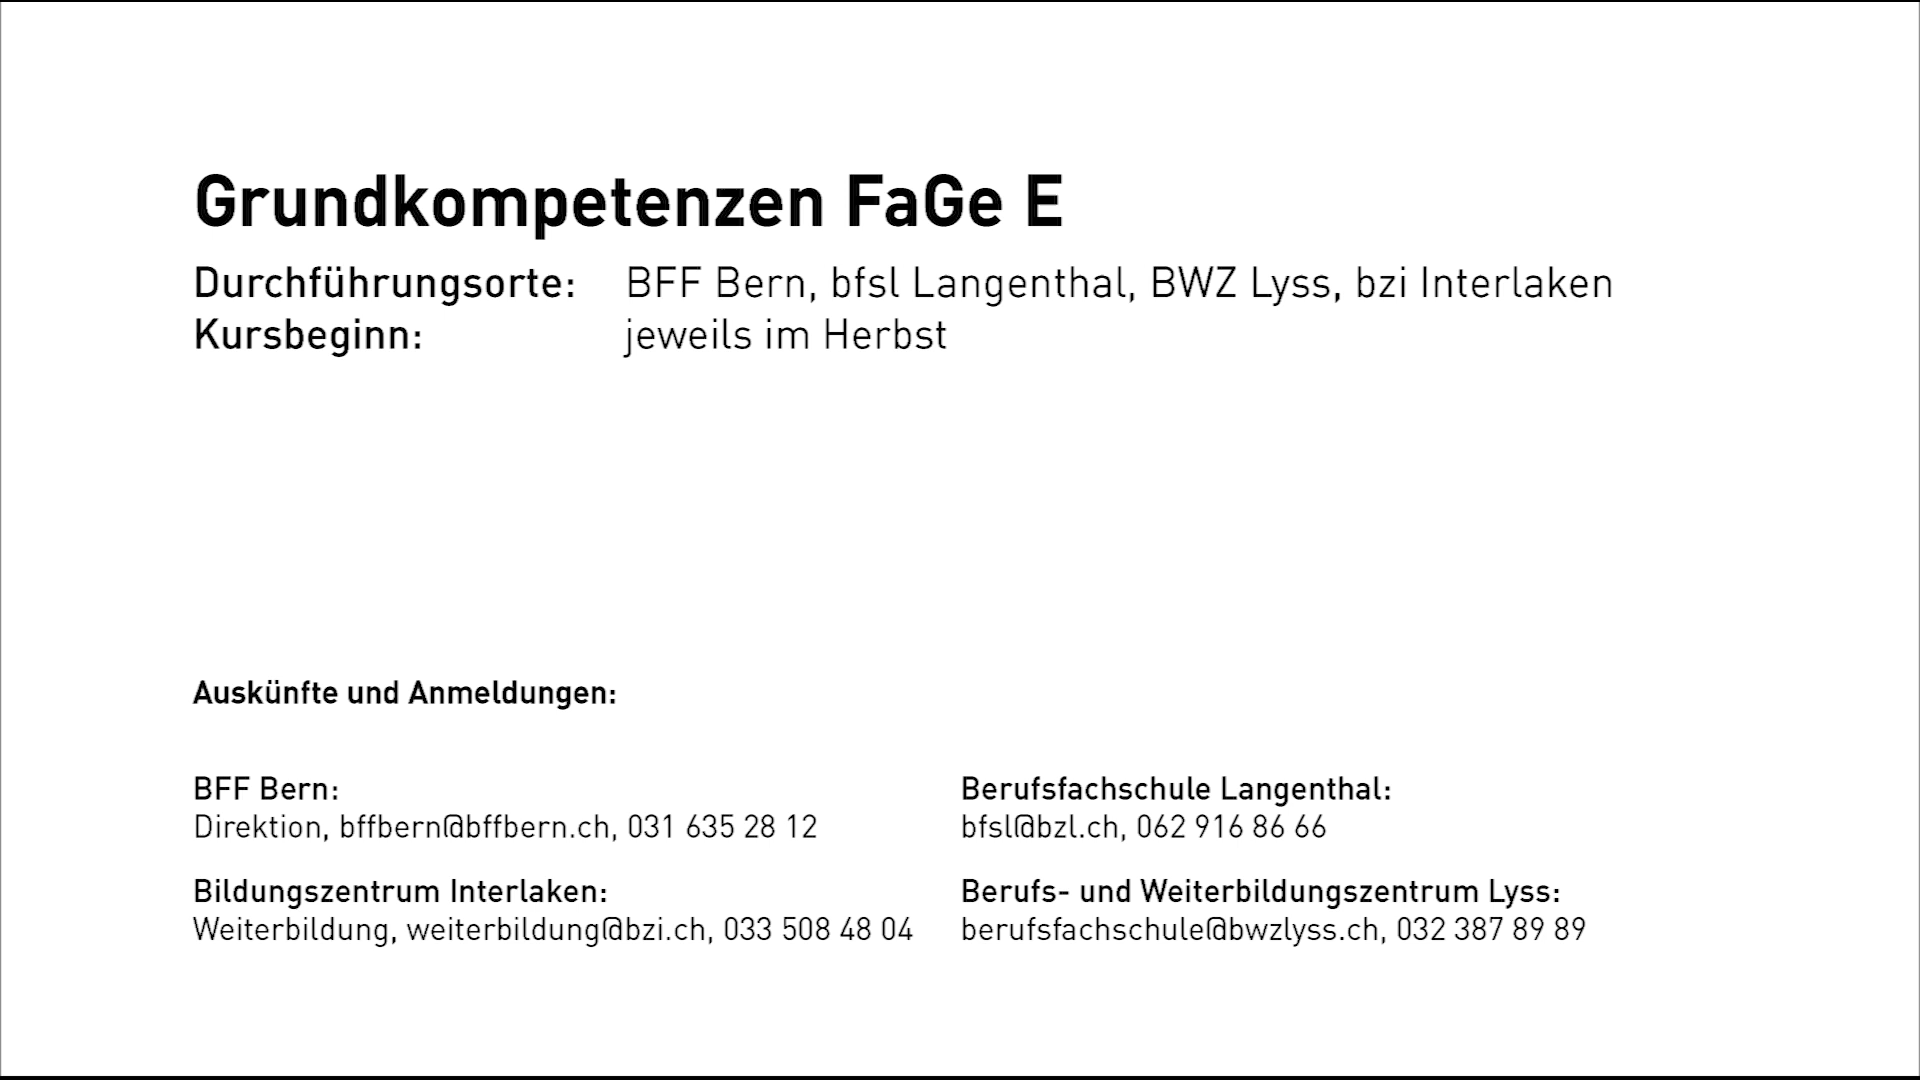 Grundkompetenzen FaGe E
Durchführungsorte: BFF Bern, bfsl Langenthal, BWZ Lyss, bzi Interlaken
Kursbeginn: jeweils im Herbst
Auskünfte und Anmeldungen:
BFF Bern:
Direktion, bffbern@bffbern.ch, 031 635 28 12
Bildungszentrum Interlaken:
Weiterbildung, weiterbildung@bzi.ch, 033 508 48 04
Berufsfachschule Langenthal:
bfsl@bzl.ch, 062 916 86 66
Berufs- und Weiterbildungszentrum Lyss:
berufsfachschule@bwzlyss.ch, 032 387 89 89